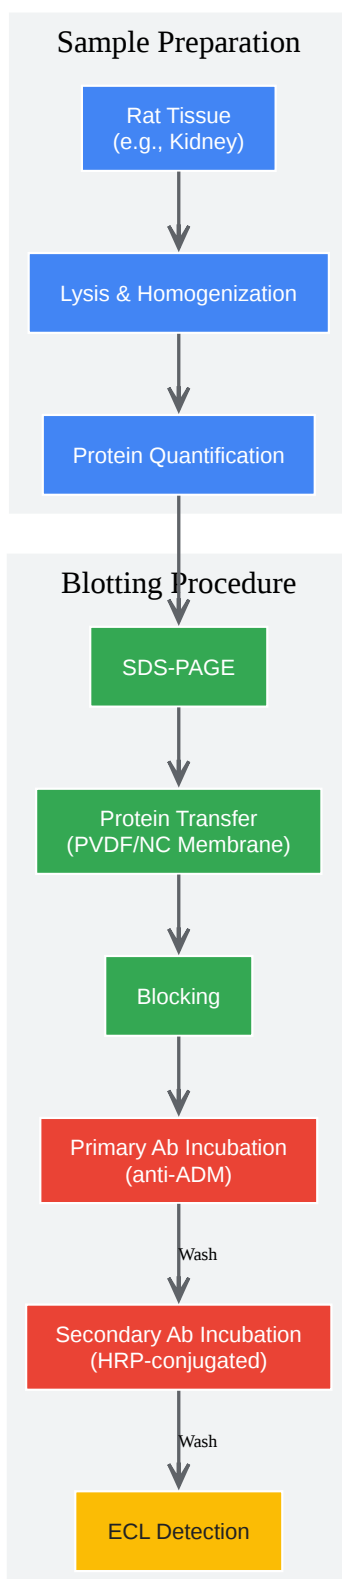 Sample Preparation
Rat Tissue
(e.g., Kidney)
Lysis & Homogenization
Protein Quantification
Blotting Procedure
SDS-PAGE
Protein Transfer
(PVDF/NC Membrane)
Blocking
Primary Ab Incubation
(anti-ADM)
Wash
Secondary Ab Incubation
(HRP-conjugated)
Wash
ECL Detection